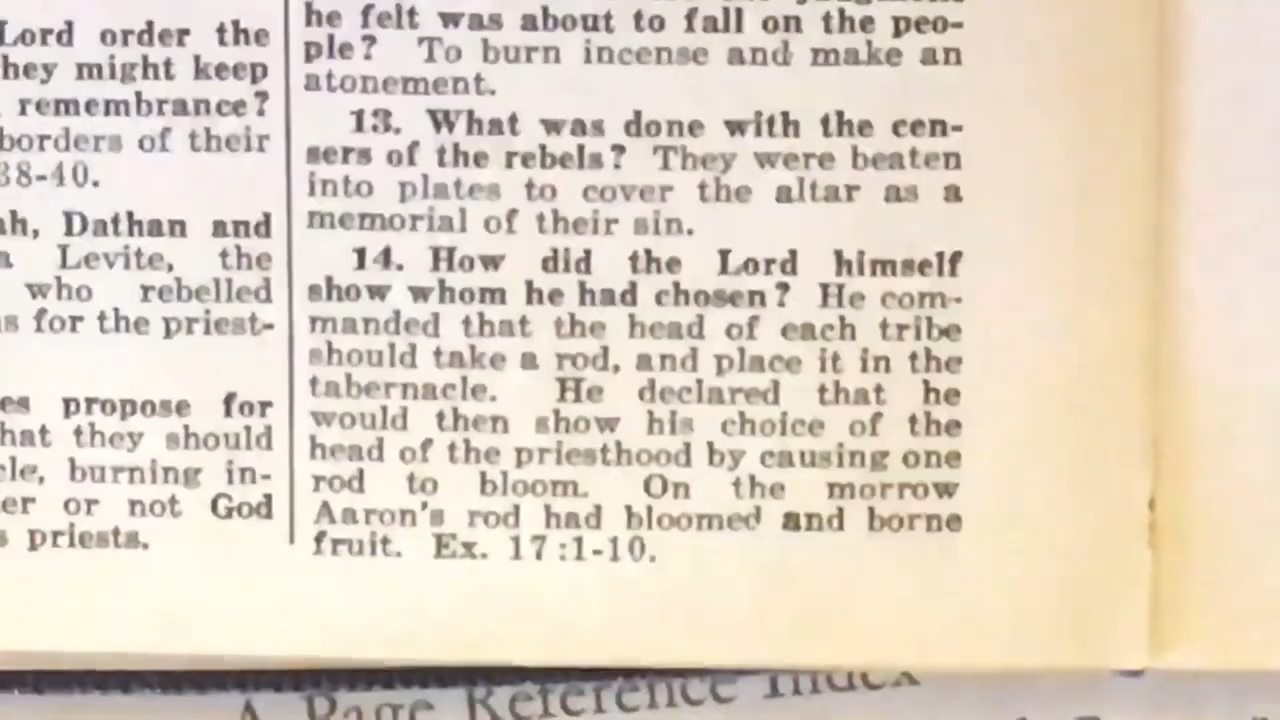 Lord order the
they might keep
remembrance?
borders of their
38-40.
Dathan and
Levite, the
who rebelled
for the priest-
propose for
that they should
burning in-
or not God
priests.
he felt was about to fall on the peo-
ple? To burn incense and make an
atonement.
13. What was done with the cen-
sers of the rebels? They were beaten
into plates to cover the altar as a
memorial of their sin.
14. How did the Lord himself
show whom he had chosen? He com-
manded that the head of each tribe
should take a rod, and place it in the
tabernacle. He declared that he
would then show his choice of the
head of the priesthood by causing one
rod to bloom. On the morrow
Aaron's rod had bloomed and borne
fruit. Ex. 17:1-10.
A Page Reference Index